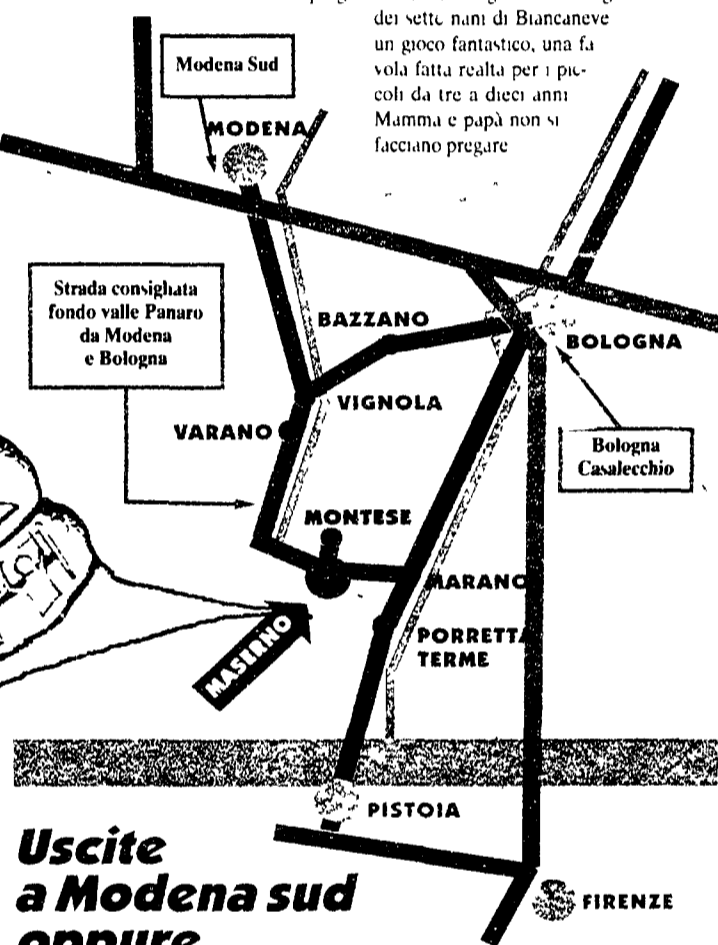 dei sette nani di Biancaneve
un gioco fantastico, una fa
vola fatta realta per i pic-
coli da tre a dieci anni
Mamma e papà non si
facciano pregare
Modena Sud
MODENA
Strada consigliata
fondo valle Panaro
da Modena
e Bologna
BAZZANO
BOLOGNA
VIGNOLA
VARANO
Bologna
Casalecchio
MONTESE
MARANO
MASERNO
PORRETTA
TERME
PISTOIA
Uscite
a Modena sud
oppure
FIRENZE